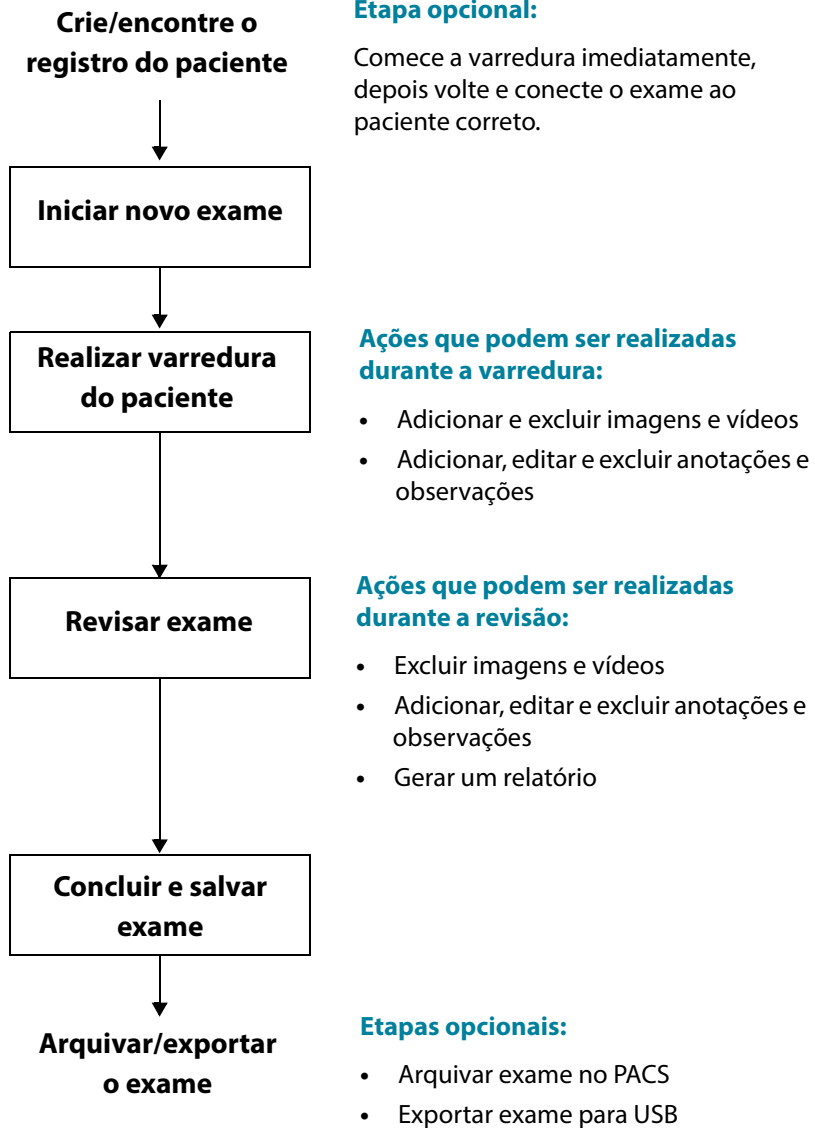 Crie/encontre o
registro do paciente
Etapa opcional:
Comece a varredura imediatamente,
depois volte e conecte o exame ao
paciente correto.
Iniciar novo exame
Realizar varredura
do paciente
Ações que podem ser realizadas
durante a varredura:
• Adicionar e excluir imagens e vídeos
• Adicionar, editar e excluir anotações e
observações
Revisar exame
Ações que podem ser realizadas
durante a revisão:
• Excluir imagens e vídeos
• Adicionar, editar e excluir anotações e
observações
• Gerar um relatório
Concluir e salvar
exame
Arquivar/exportar
o exame
Etapas opcionais:
• Arquivar exame no PACS
• Exportar exame para USB